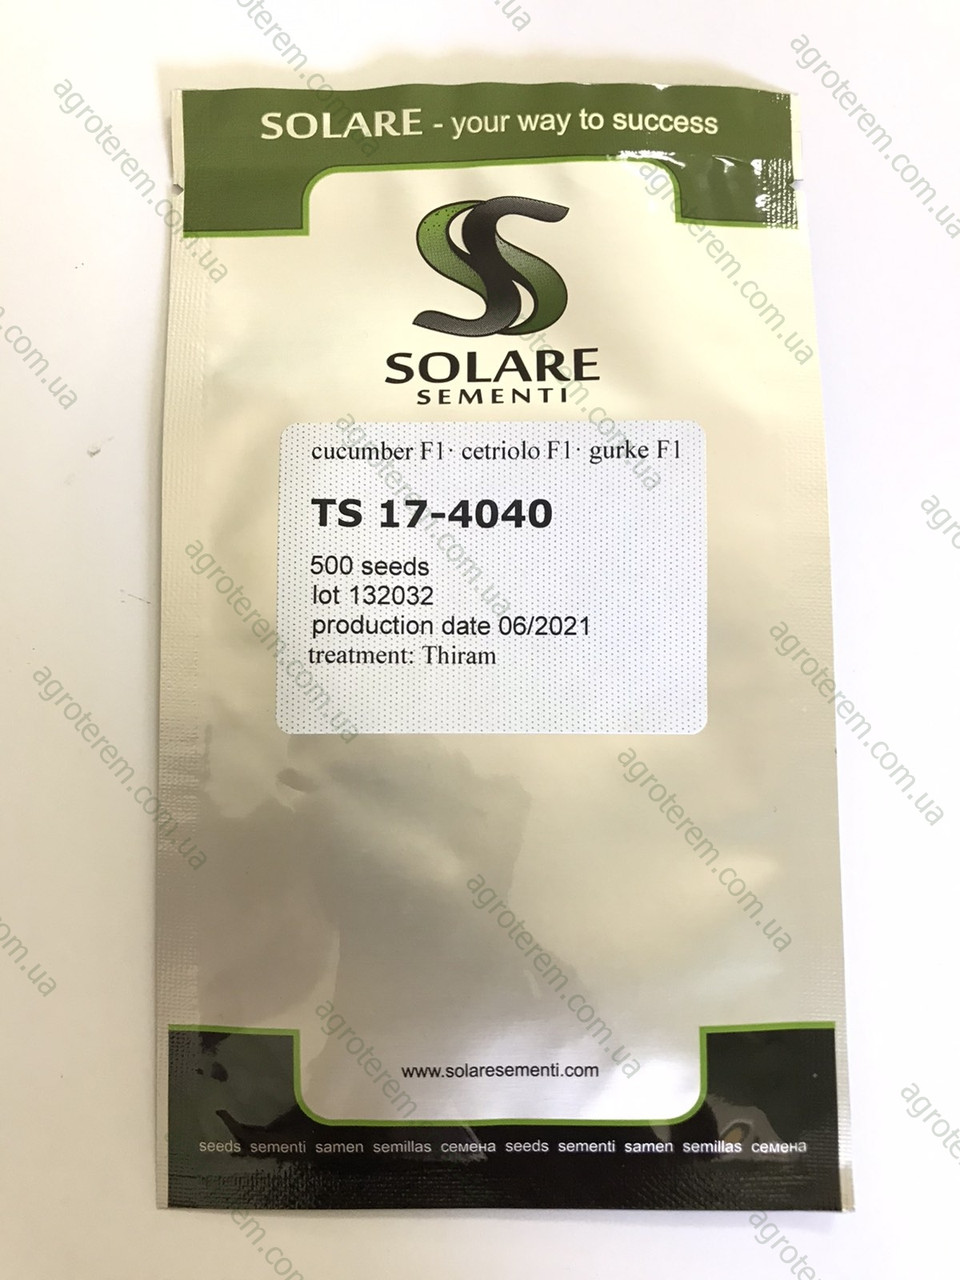 SOLARE - your way to success
SOLARE
SEMENTI
cucumber F1· cetriolo F1· gurke F1
TS 17-4040
500 seeds
lot 132032
production date 06/2021
treatment: Thiram
www.solaresementi.com
seeds sementi samen semillas семена seeds sementi samen semillas семена
agroterem.com.ua